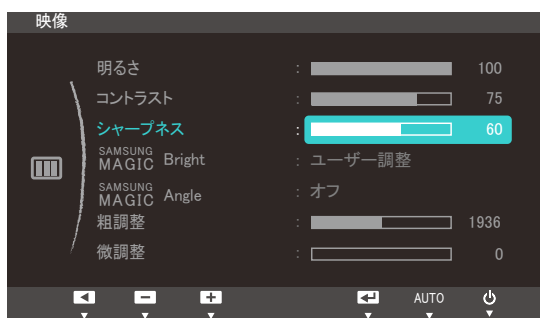 映像
明るさ : 100
コントラスト : 75
シャープネス : 60
SAMSUNG MAGIC Bright : ユーザー調整
SAMSUNG MAGIC Angle : オフ
粗調整 : 1936
微調整 : 0
AUTO